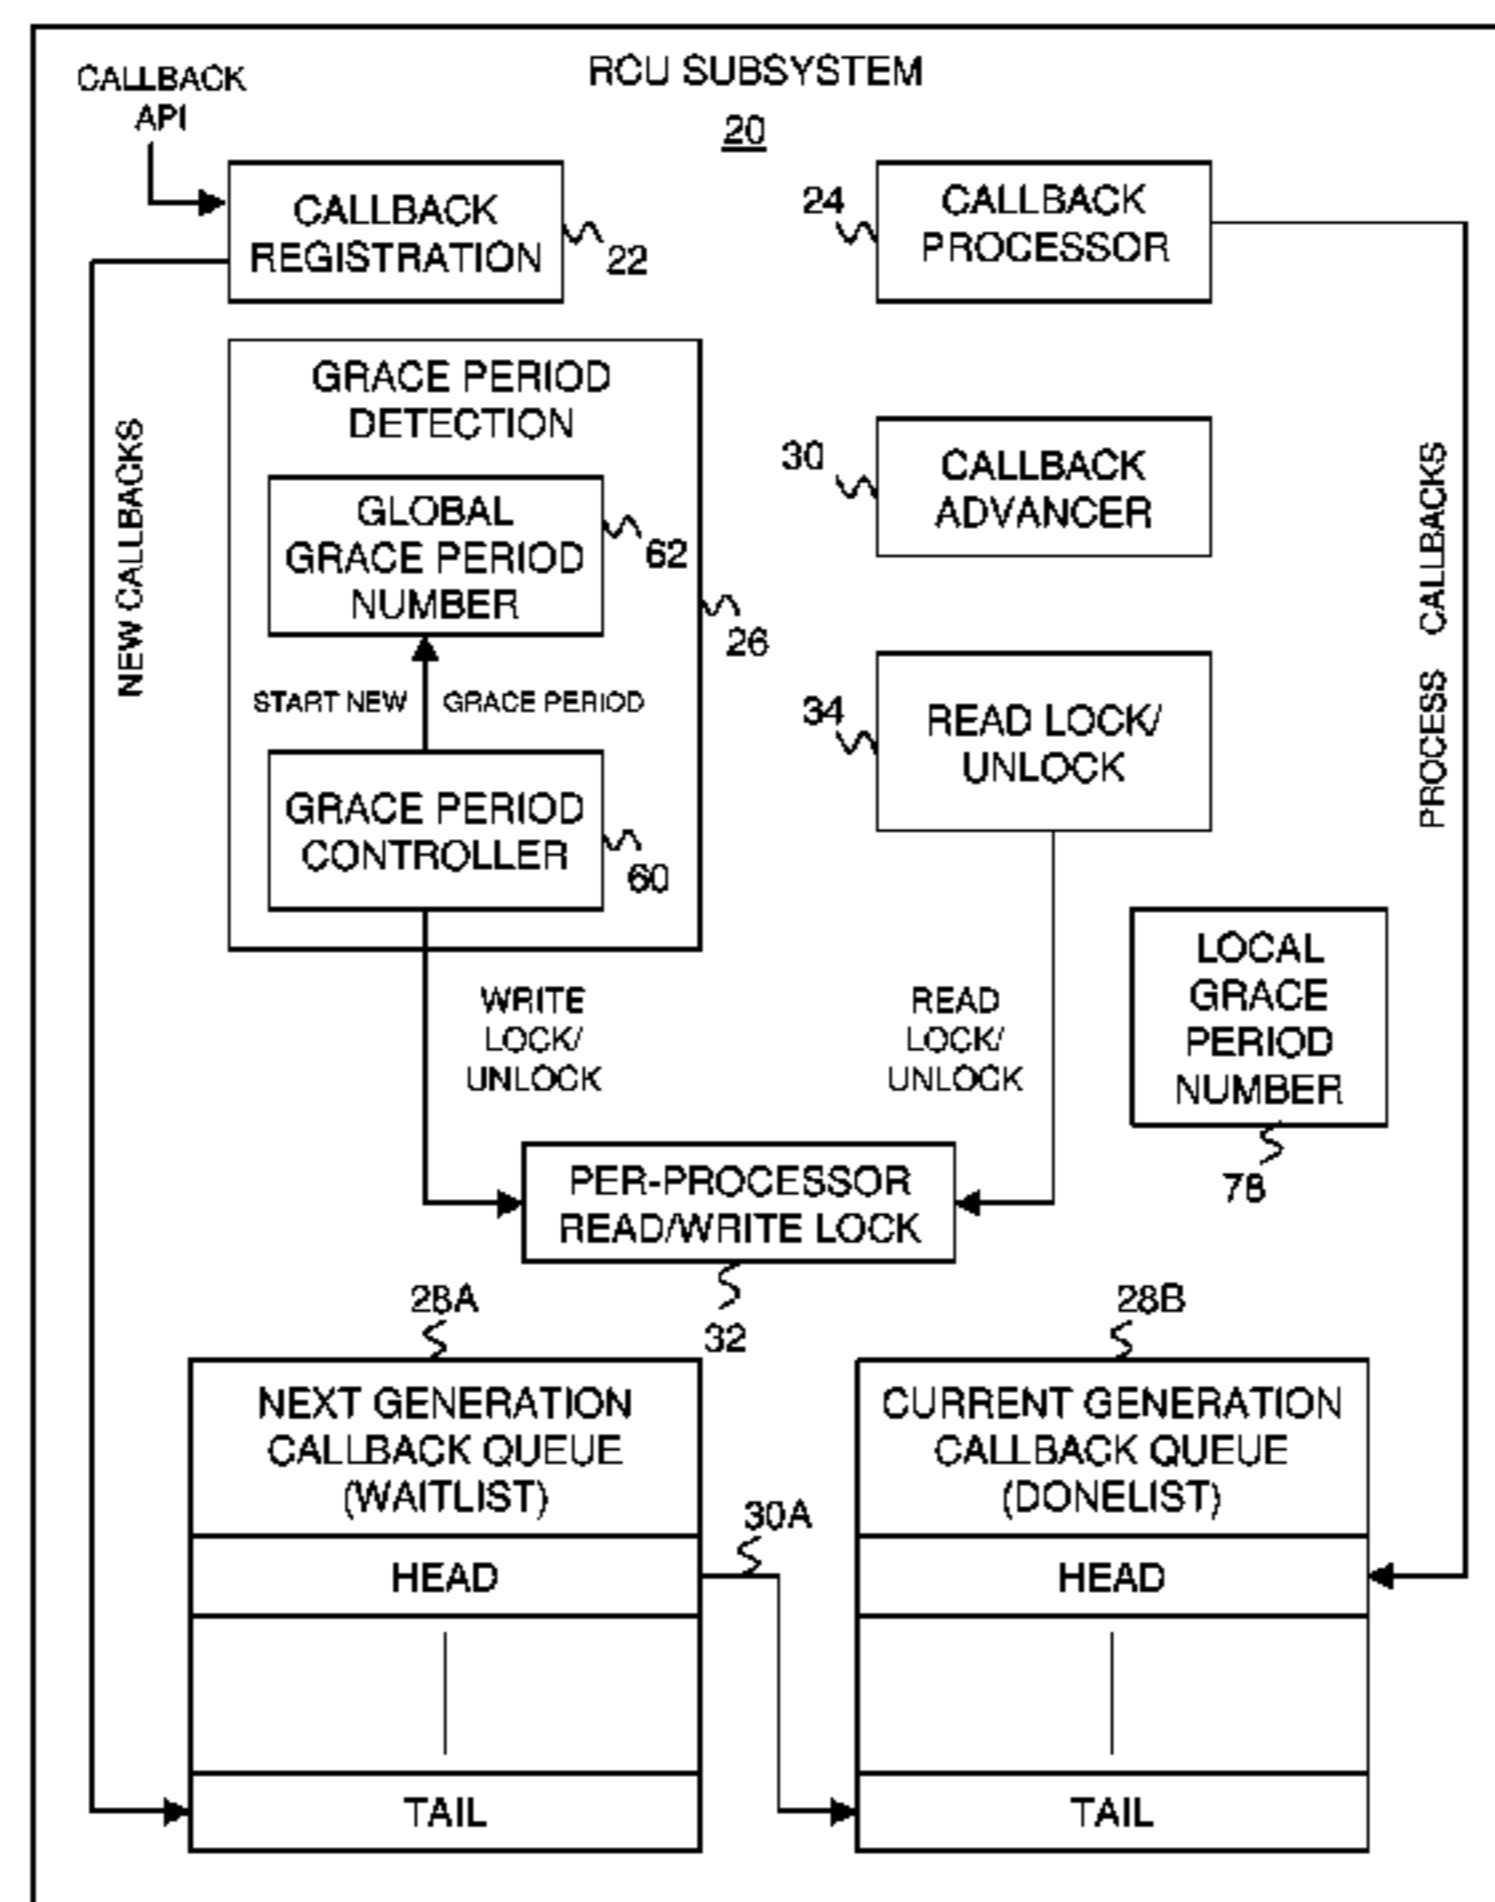 RCU SUBSYSTEM
20
CALLBACK
API
CALLBACK
REGISTRATION
22
24
CALLBACK
PROCESSOR
GRACE PERIOD
DETECTION
GLOBAL
GRACE PERIOD
NUMBER
62
26
START NEW GRACE PERIOD
GRACE PERIOD
CONTROLLER
60
NEW CALLBACKS
30
CALLBACK
ADVANCER
34
READ LOCK/
UNLOCK
PROCESS CALLBACKS
LOCAL
GRACE
PERIOD
NUMBER
78
WRITE
LOCK/
UNLOCK
READ
LOCK/
UNLOCK
PER-PROCESSOR
READ/WRITE LOCK
32
28A
NEXT GENERATION
CALLBACK QUEUE
(WAITLIST)
HEAD
TAIL
30A
28B
CURRENT GENERATION
CALLBACK QUEUE
(DONELIST)
HEAD
TAIL